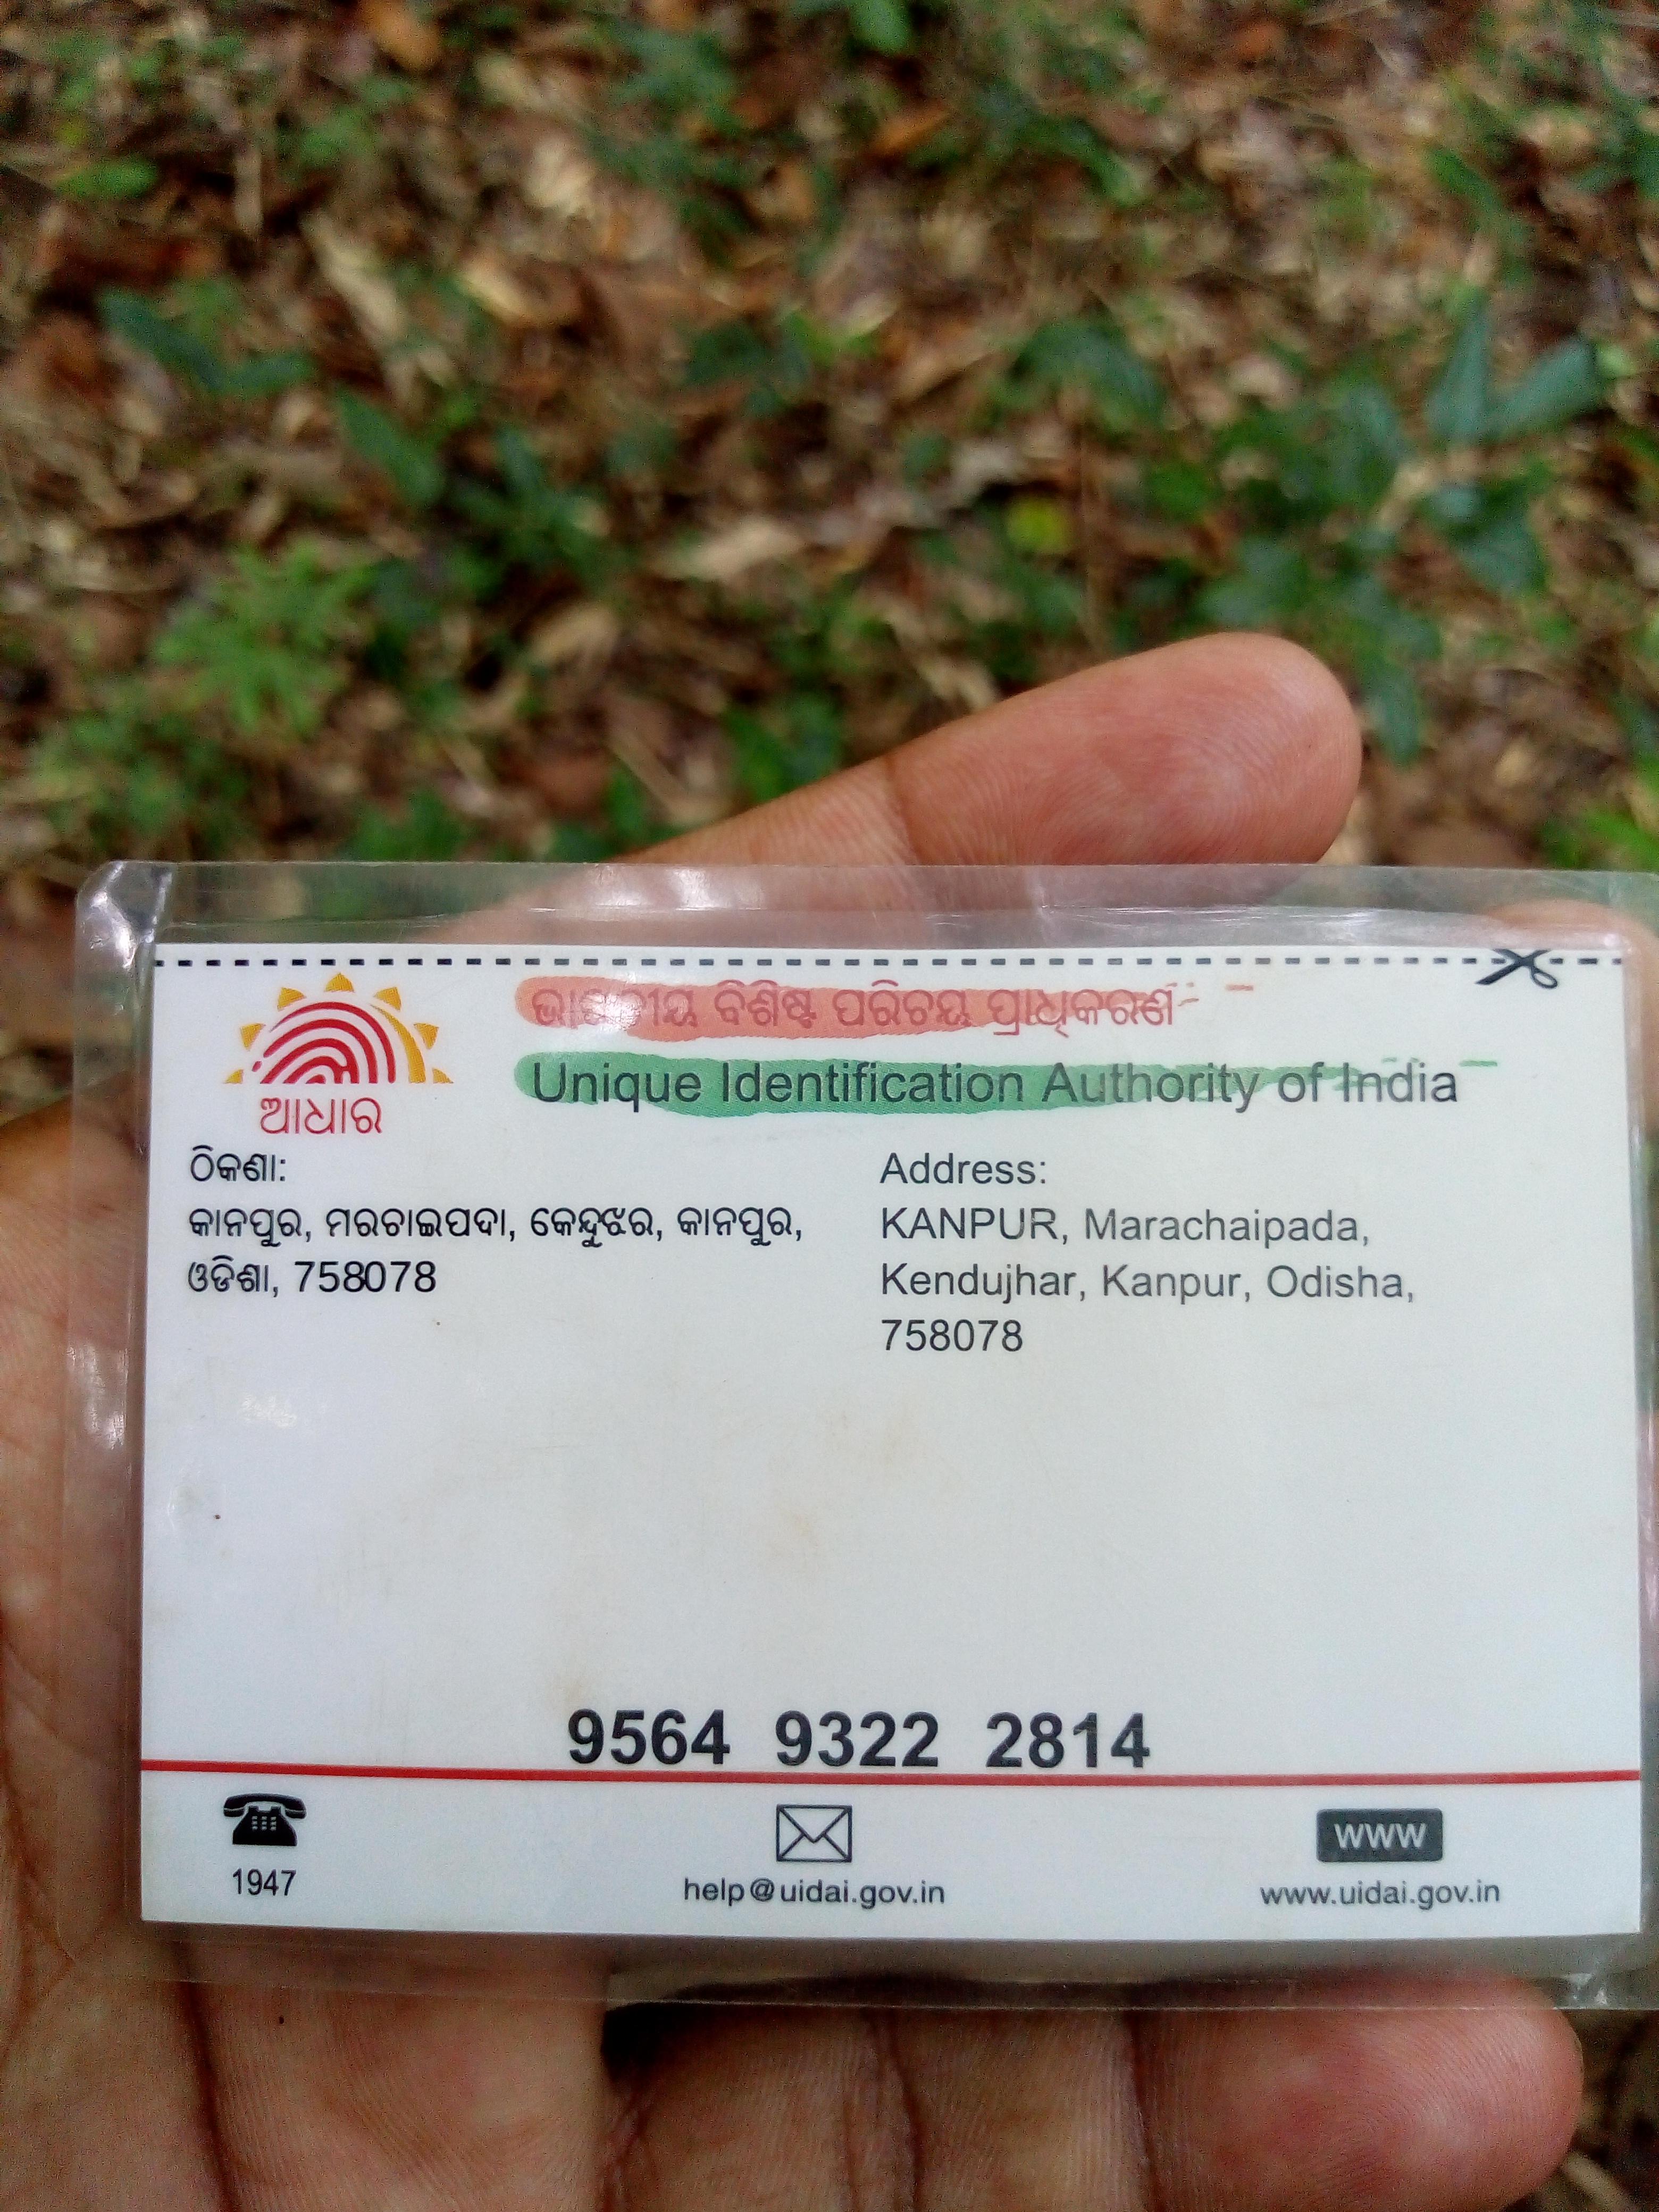 ଭାରତୀୟ ବିଶିଷ୍ଟ ପରିଚୟ ପ୍ରାଧିକରଣ
Unique Identification Authority of India
ଆଧାର
ଠିକଣା:
କାନପୁର, ମରଚାଇପଦା, କେନ୍ଦୁଝର, କାନପୁର,
ଓଡିଶା, 758078
Address:
KANPUR, Marachaipada,
Kendujhar, Kanpur, Odisha,
758078
9564 9322 2814
1947
help@uidai.gov.in
www
www.uidai.gov.in